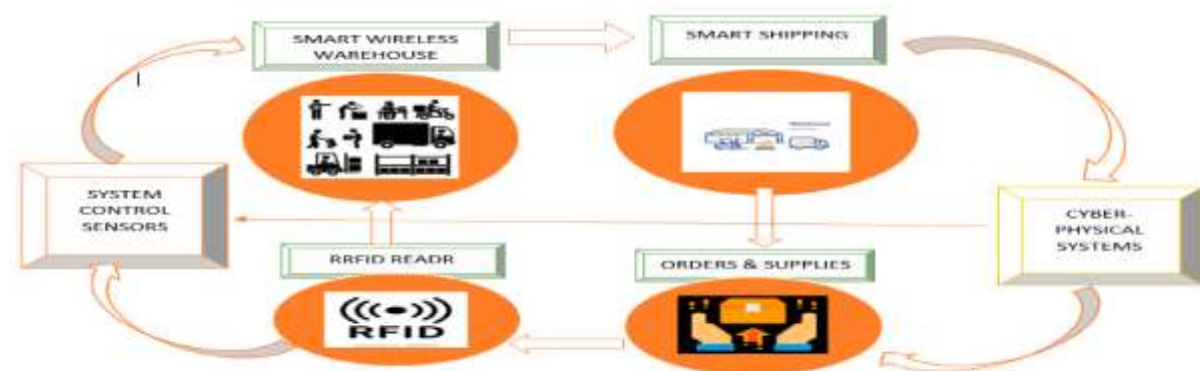 SMART WIRELESS
WAREHOUSE
SMART SHIPPING
SYSTEM
CONTROL
SENSORS
CYBER-
PHYSICAL
SYSTEMS
RRFID READR
ORDERS & SUPPLIES
RFID